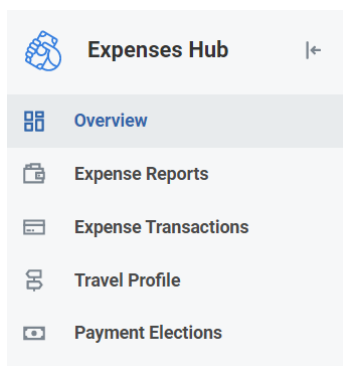 Expenses Hub
Overview
Expense Reports
Expense Transactions
Travel Profile
Payment Elections